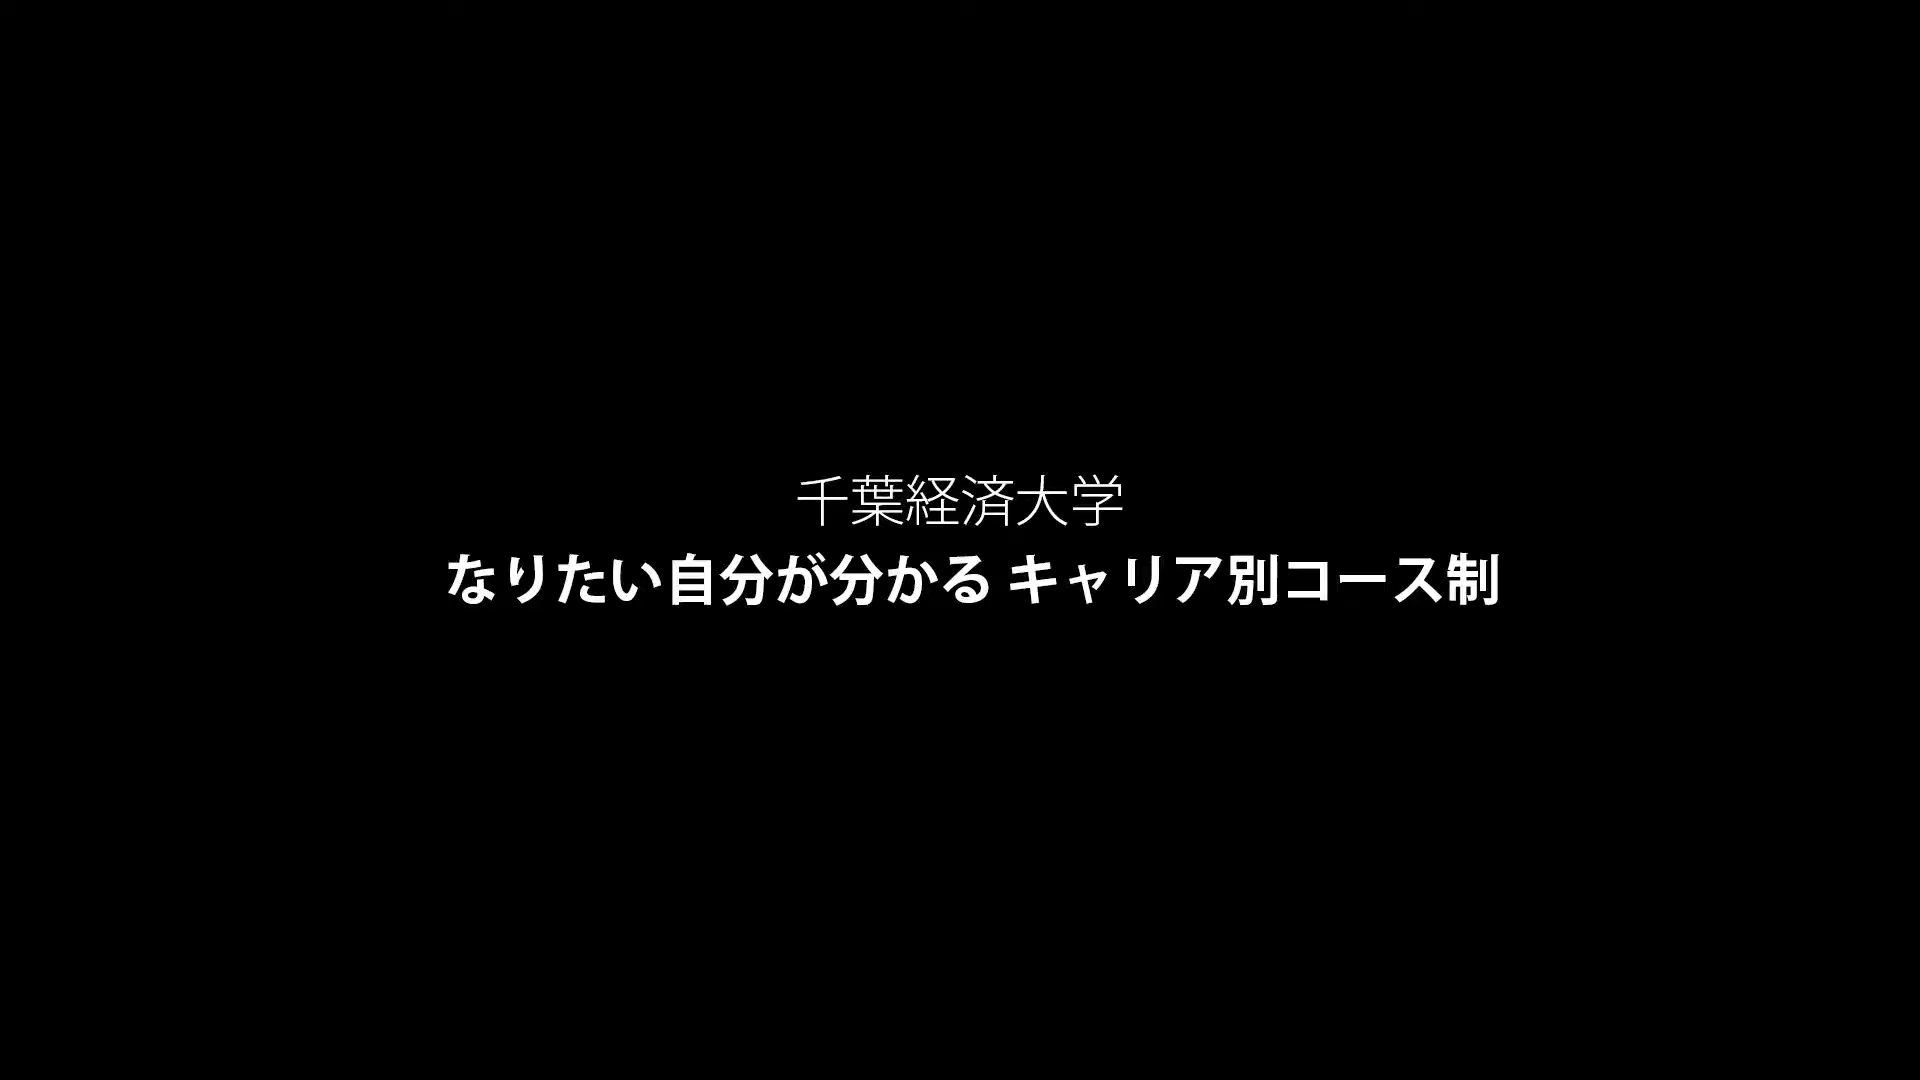 千葉経済大学
なりたい自分が分かる キャリア別コース制